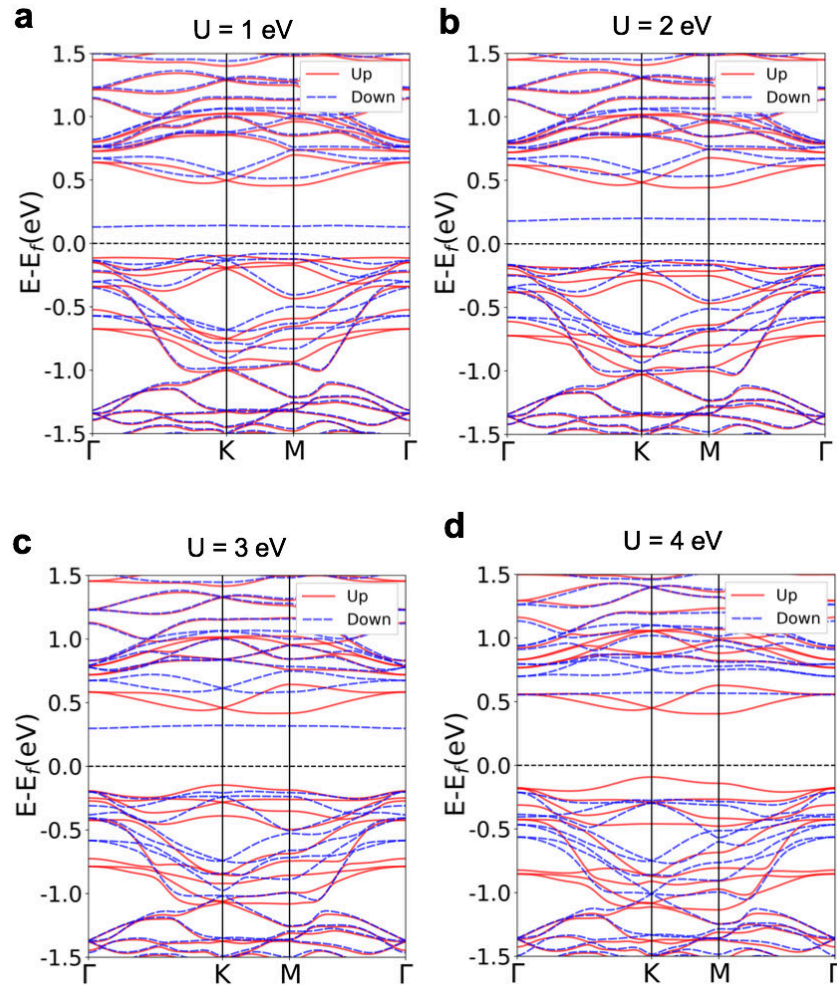 a
U = 1 eV
E-E_f(eV)
1.5
1.0
0.5
0.0
-0.5
-1.0
-1.5
Up
Down
Γ K M Γ
b
U = 2 eV
E-E_f(eV)
1.5
1.0
0.5
0.0
-0.5
-1.0
-1.5
Up
Down
Γ K M Γ
c
U = 3 eV
E-E_f(eV)
1.5
1.0
0.5
0.0
-0.5
-1.0
-1.5
Up
Down
Γ K M Γ
d
U = 4 eV
E-E_f(eV)
1.5
1.0
0.5
0.0
-0.5
-1.0
-1.5
Up
Down
Γ K M Γ